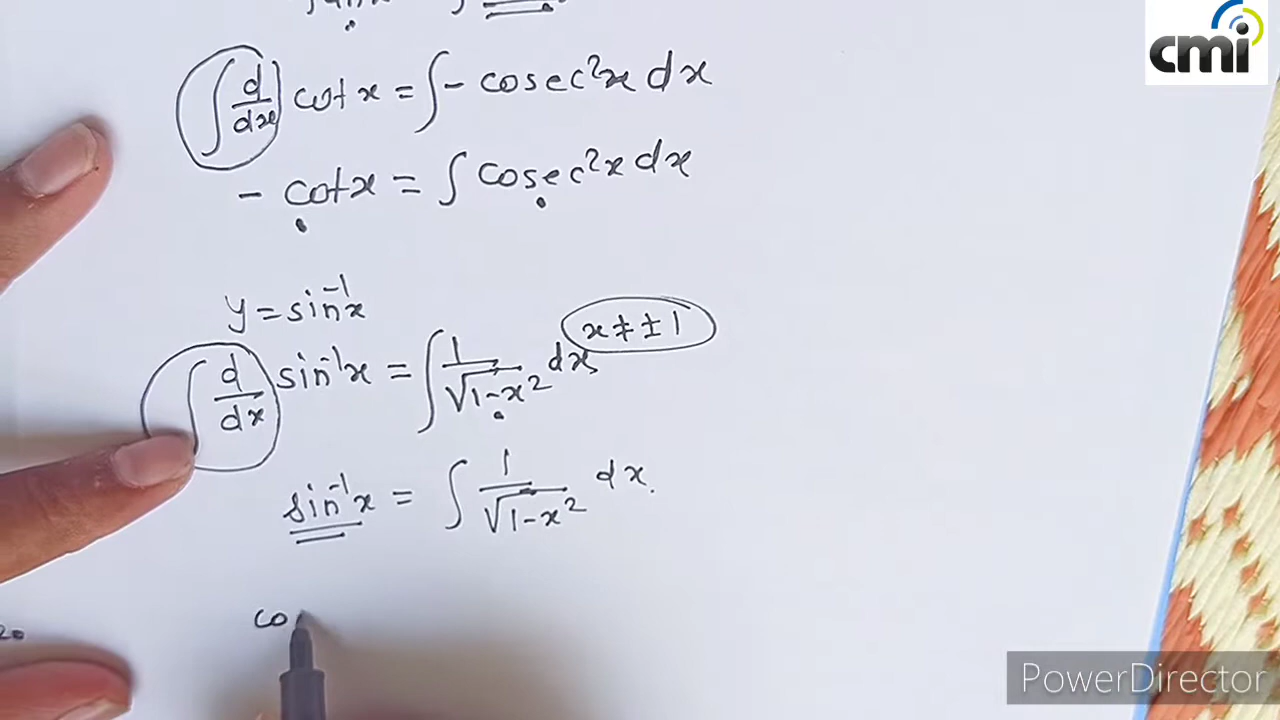 cmi
∫ d/dx cot x = ∫ - cosec²x dx
- cot x = ∫ cosec²x dx
y = sin⁻¹x
x ≠ ± 1
∫ d/dx sin⁻¹x = ∫ 1/√1-x² dx
sin⁻¹x = ∫ 1/√1-x² dx.
co
PowerDirector